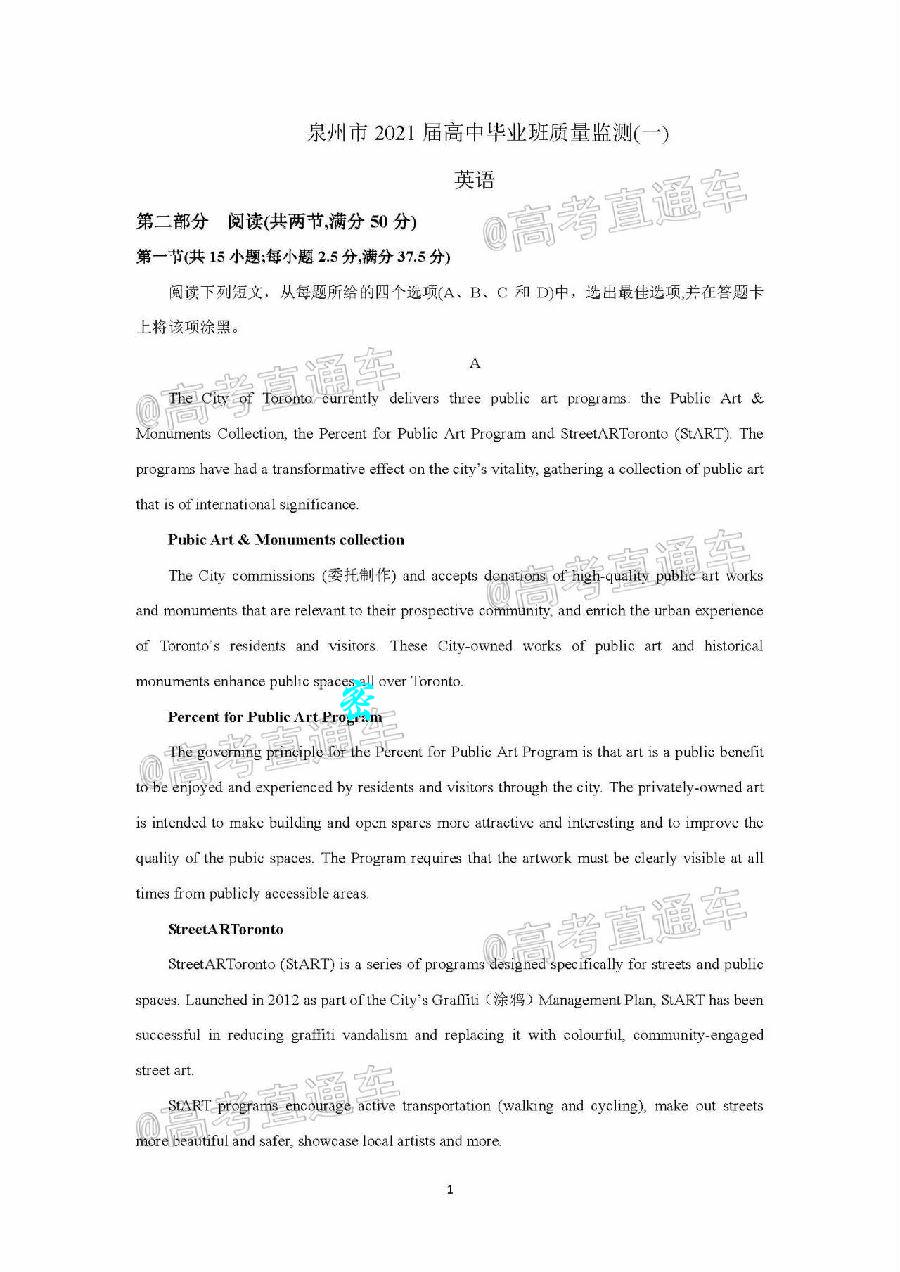 泉州市 2021 届高中毕业班质量监测(一)
英语
@高考直通车
第二部分 阅读(共两节,满分 50 分)
第一节(共 15 小题;每小题 2.5 分,满分 37.5 分)
阅读下列短文，从每题所给的四个选项(A、B、C 和 D)中，选出最佳选项,并在答题卡
上将该项涂黑。
A
@高考直通车
The City of Toronto currently delivers three public art programs: the Public Art &
Monuments Collection, the Percent for Public Art Program and StreetARToronto (StART). The
programs have had a transformative effect on the city's vitality, gathering a collection of public art
that is of international significance.
Pubic Art & Monuments collection
@高考直通车
The City commissions (委托制作) and accepts donations of high-quality public art works
and monuments that are relevant to their prospective community, and enrich the urban experience
of Toronto's residents and visitors. These City-owned works of public art and historical
monuments enhance public spaces all over Toronto.
密
Percent for Public Art Program
@高考直通车
The governing principle for the Percent for Public Art Program is that art is a public benefit
to be enjoyed and experienced by residents and visitors through the city. The privately-owned art
is intended to make building and open spares more attractive and interesting and to improve the
quality of the pubic spaces. The Program requires that the artwork must be clearly visible at all
times from publicly accessible areas.
@高考直通车
StreetARToronto
StreetARToronto (StART) is a series of programs designed specifically for streets and public
spaces. Launched in 2012 as part of the City's Graffiti（涂鸦）Management Plan, StART has been
successful in reducing graffiti vandalism and replacing it with colourful, community-engaged
street art.
@高考直通车
StART programs encourage active transportation (walking and cycling), make out streets
more beautiful and safer, showcase local artists and more.
1